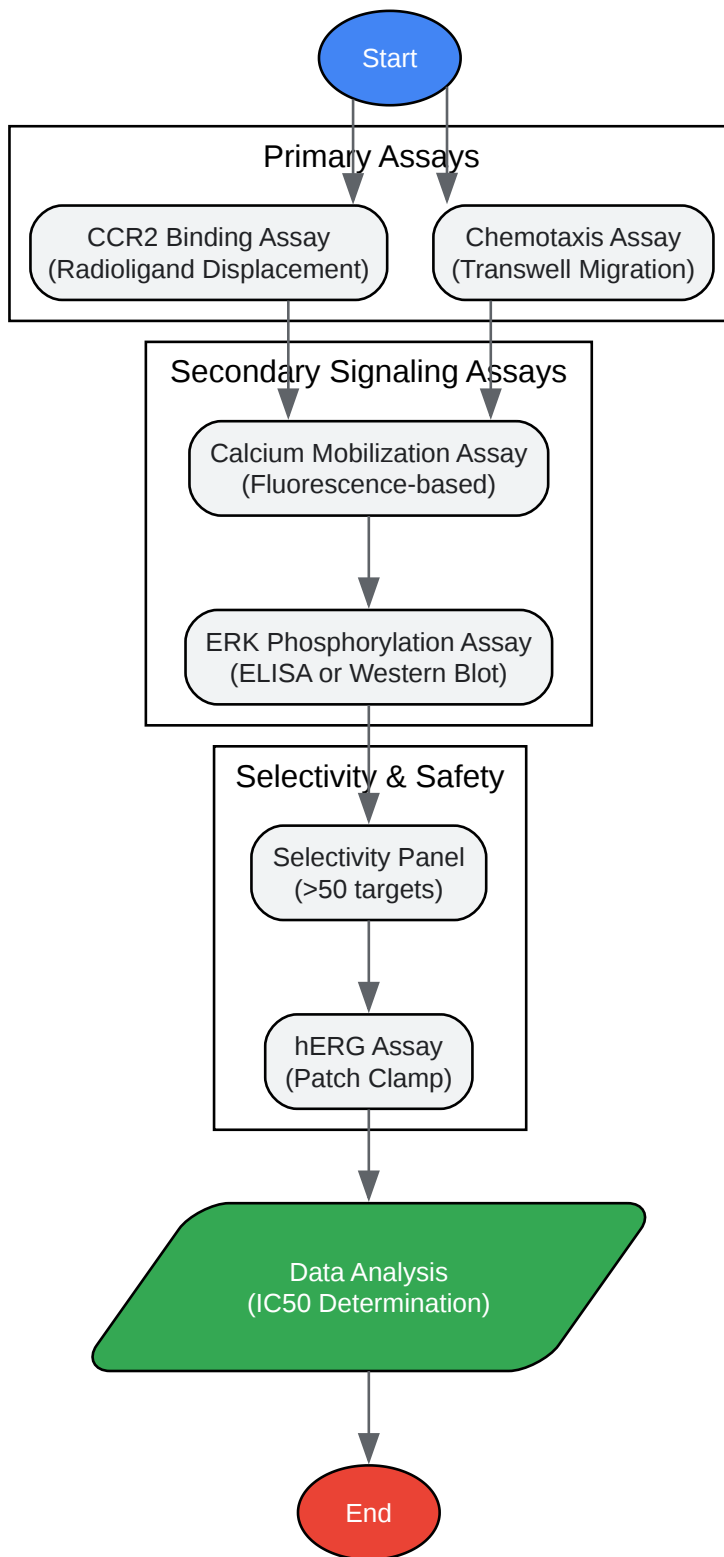 Start
Primary Assays
CCR2 Binding Assay
(Radioligand Displacement)
Chemotaxis Assay
(Transwell Migration)
Secondary Signaling Assays
Calcium Mobilization Assay
(Fluorescence-based)
ERK Phosphorylation Assay
(ELISA or Western Blot)
Selectivity & Safety
Selectivity Panel
(>50 targets)
hERG Assay
(Patch Clamp)
Data Analysis
(IC50 Determination)
End